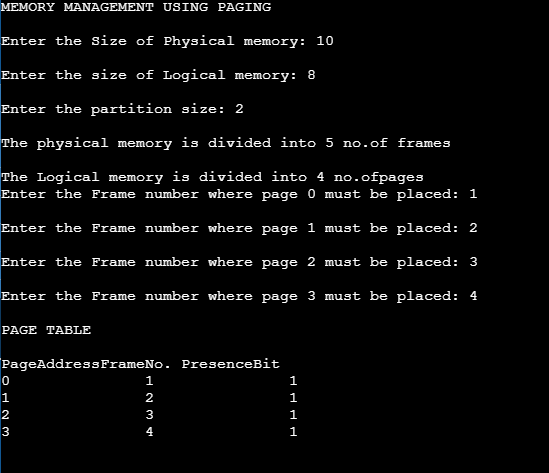 MEMORY MANAGEMENT USING PAGING
Enter the Size of Physical memory: 10
Enter the size of Logical memory: 8
Enter the partition size: 2
The physical memory is divided into 5 no.of frames
The Logical memory is divided into 4 no.ofpages
Enter the Frame number where page 0 must be placed: 1
Enter the Frame number where page 1 must be placed: 2
Enter the Frame number where page 2 must be placed: 3
Enter the Frame number where page 3 must be placed: 4
PAGE TABLE
PageAddressFrameNo. PresenceBit
0 1 1
1 2 1
2 3 1
3 4 1